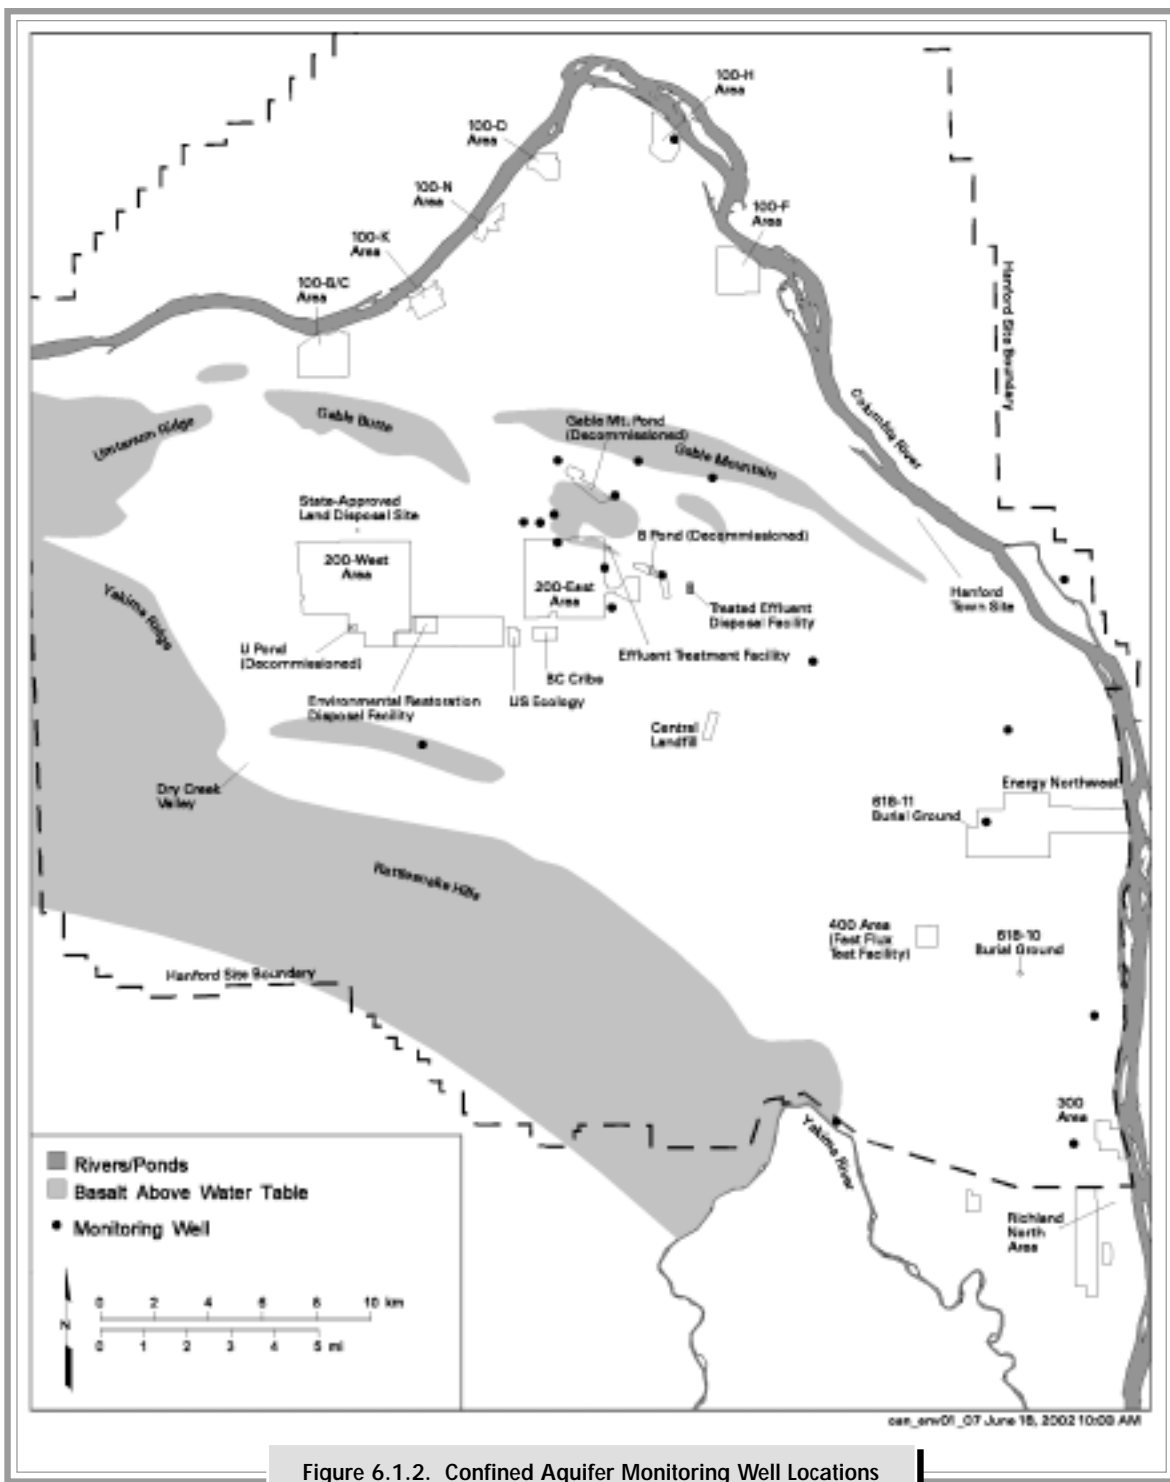 100-H
Area
100-D
Area
100-N
Area
100-F
Area
100-K
Area
100-B/C
Area
Hanford Site Boundary
Columbia River
Umtanum Ridge
Gable Butte
Gable Mt. Pond
(Decommissioned)
Gable Mountain
State-Approved
Land Disposal Site
B Pond (Decommissioned)
200-West
Area
200-East
Area
Hanford
Town Site
Yakima Ridge
Treated Effluent
Disposal Facility
U Pond
(Decommissioned)
Effluent Treatment Facility
BC Cribs
US Ecology
Environmental Restoration
Disposal Facility
Central
Landfill
Dry Creek
Valley
Energy Northwest
618-11
Burial Ground
Rattlesnake Hills
400 Area
(Fast Flux
Test Facility)
618-10
Burial Ground
Hanford Site Boundary
300
Area
Yakima River
Richland
North
Area
Rivers/Ponds
Basalt Above Water Table
Monitoring Well
0 2 4 6 8 10 km
N
0 1 2 3 4 5 mi
can_env01_07 June 18, 2002 10:09 AM
Figure 6.1.2. Confined Aquifer Monitoring Well Locations